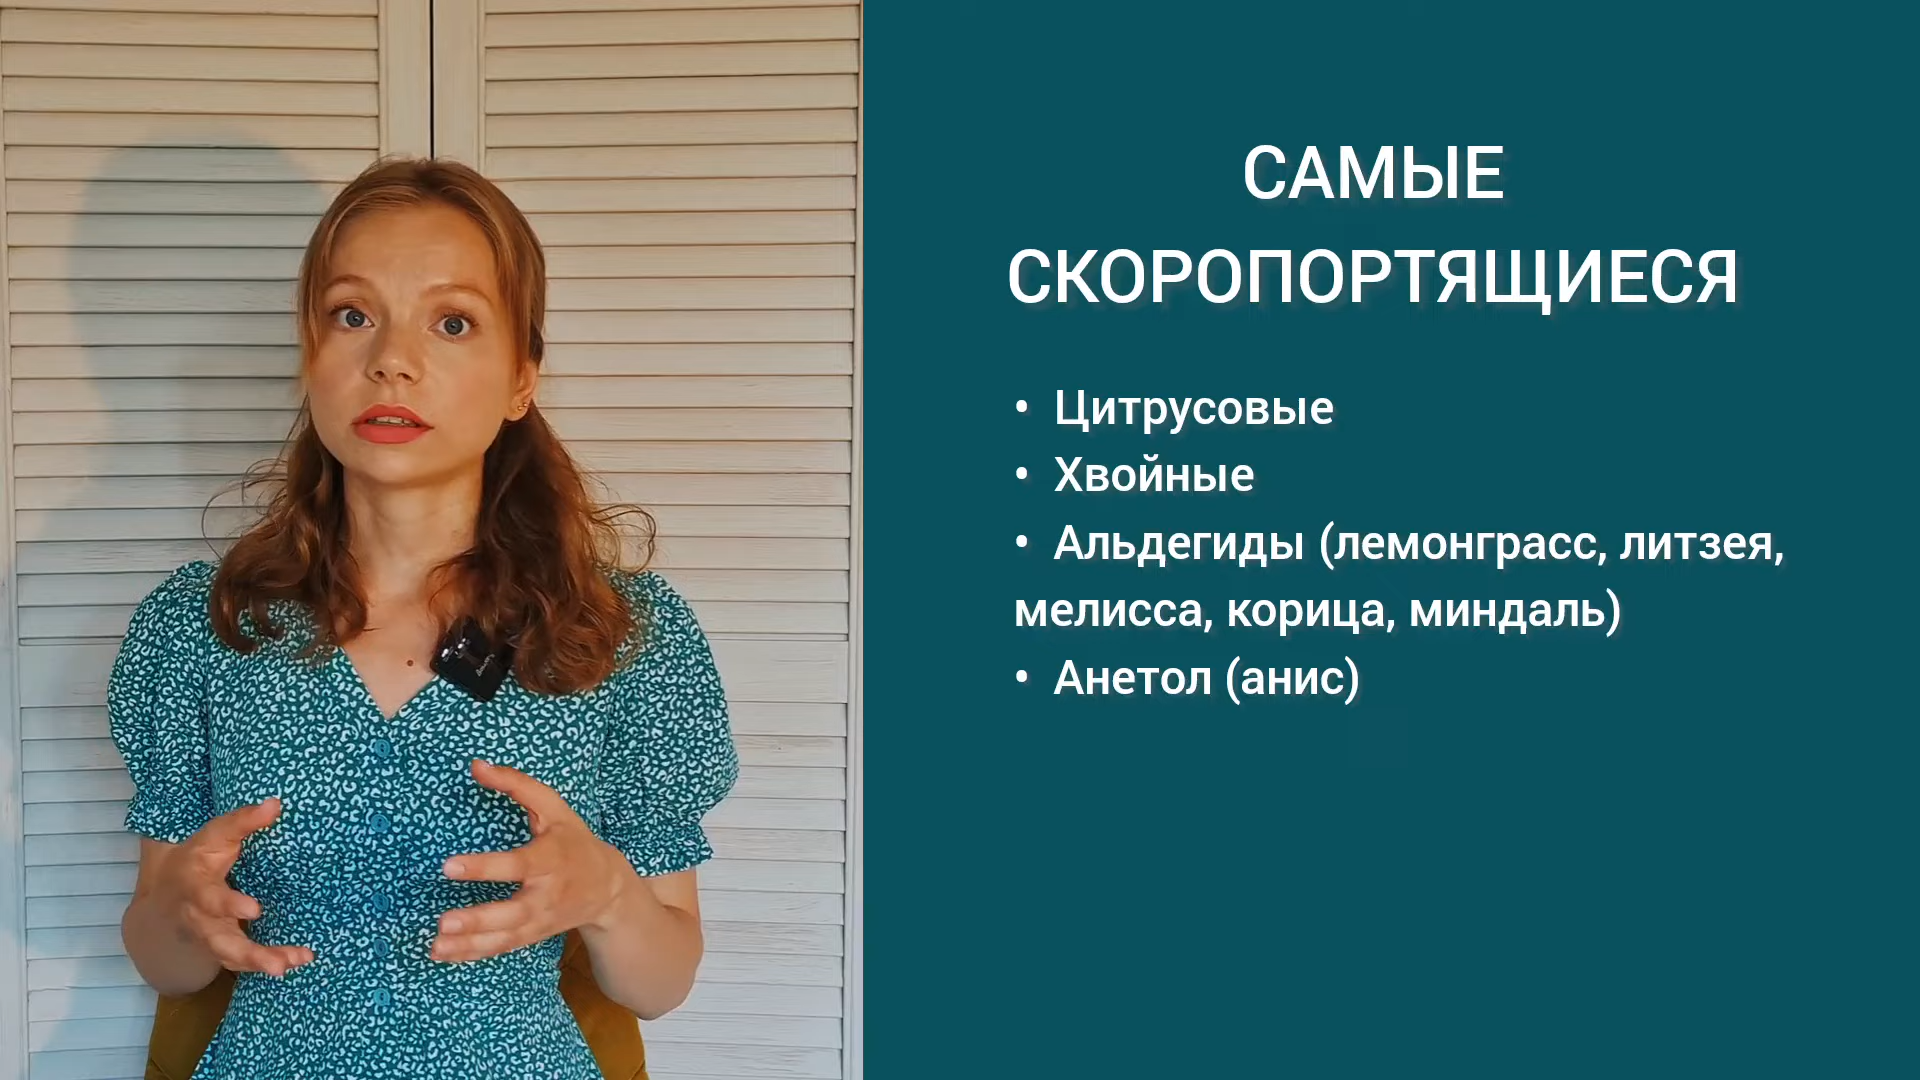 САМЫЕ
СКОРОПОРТЯЩИЕСЯ
• Цитрусовые
• Хвойные
• Альдегиды (лемонграсс, литзея,
мелисса, корица, миндаль)
• Анетол (анис)